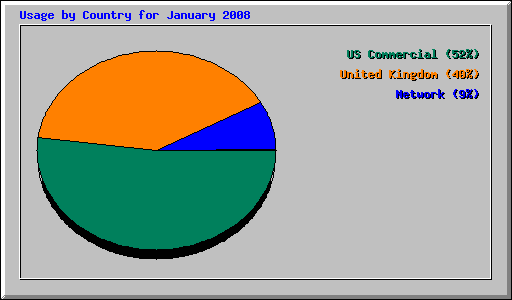 Usage by Country for January 2008
US Commercial (52%)
United Kingdom (40%)
Network (9%)